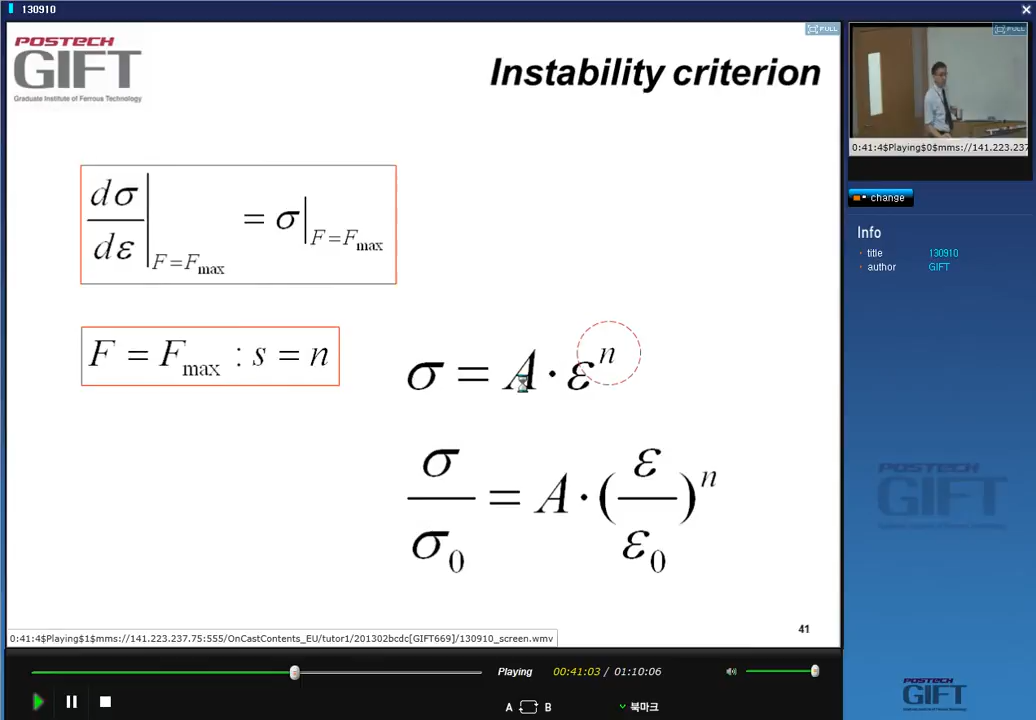 130910
POSTECH
GIFT
Graduate Institute of Ferrous Technology
FULL
Instability criterion
dσ/dε|F=Fmax = σ|F=Fmax
F = Fmax : s = n
σ = A · ε^n
σ/σ0 = A · (ε/ε0)^n
41
0:41:4$Playing$1$mms://141.223.237.75:555/OnCastContents_EU/tutor1/201302bcdc[GIFT669]/130910_screen.wmv
FULL
0:41:4$Playing$0$mms://141.223.237
change
Info
title 130910
author GIFT
POSTECH
GIFT
Playing 00:41:03 / 01:10:06
A B 북마크
POSTECH
GIFT